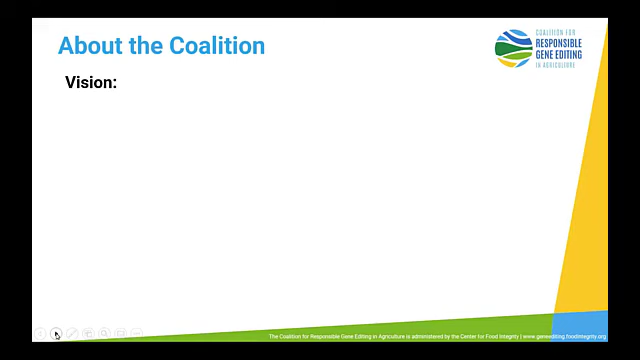 About the Coalition
COALITION FOR
RESPONSIBLE
GENE EDITING
IN AGRICULTURE
Vision:
The Coalition for Responsible Gene Editing in Agriculture is administered by the Center for Food Integrity | www.geneediting.foodintegrity.org